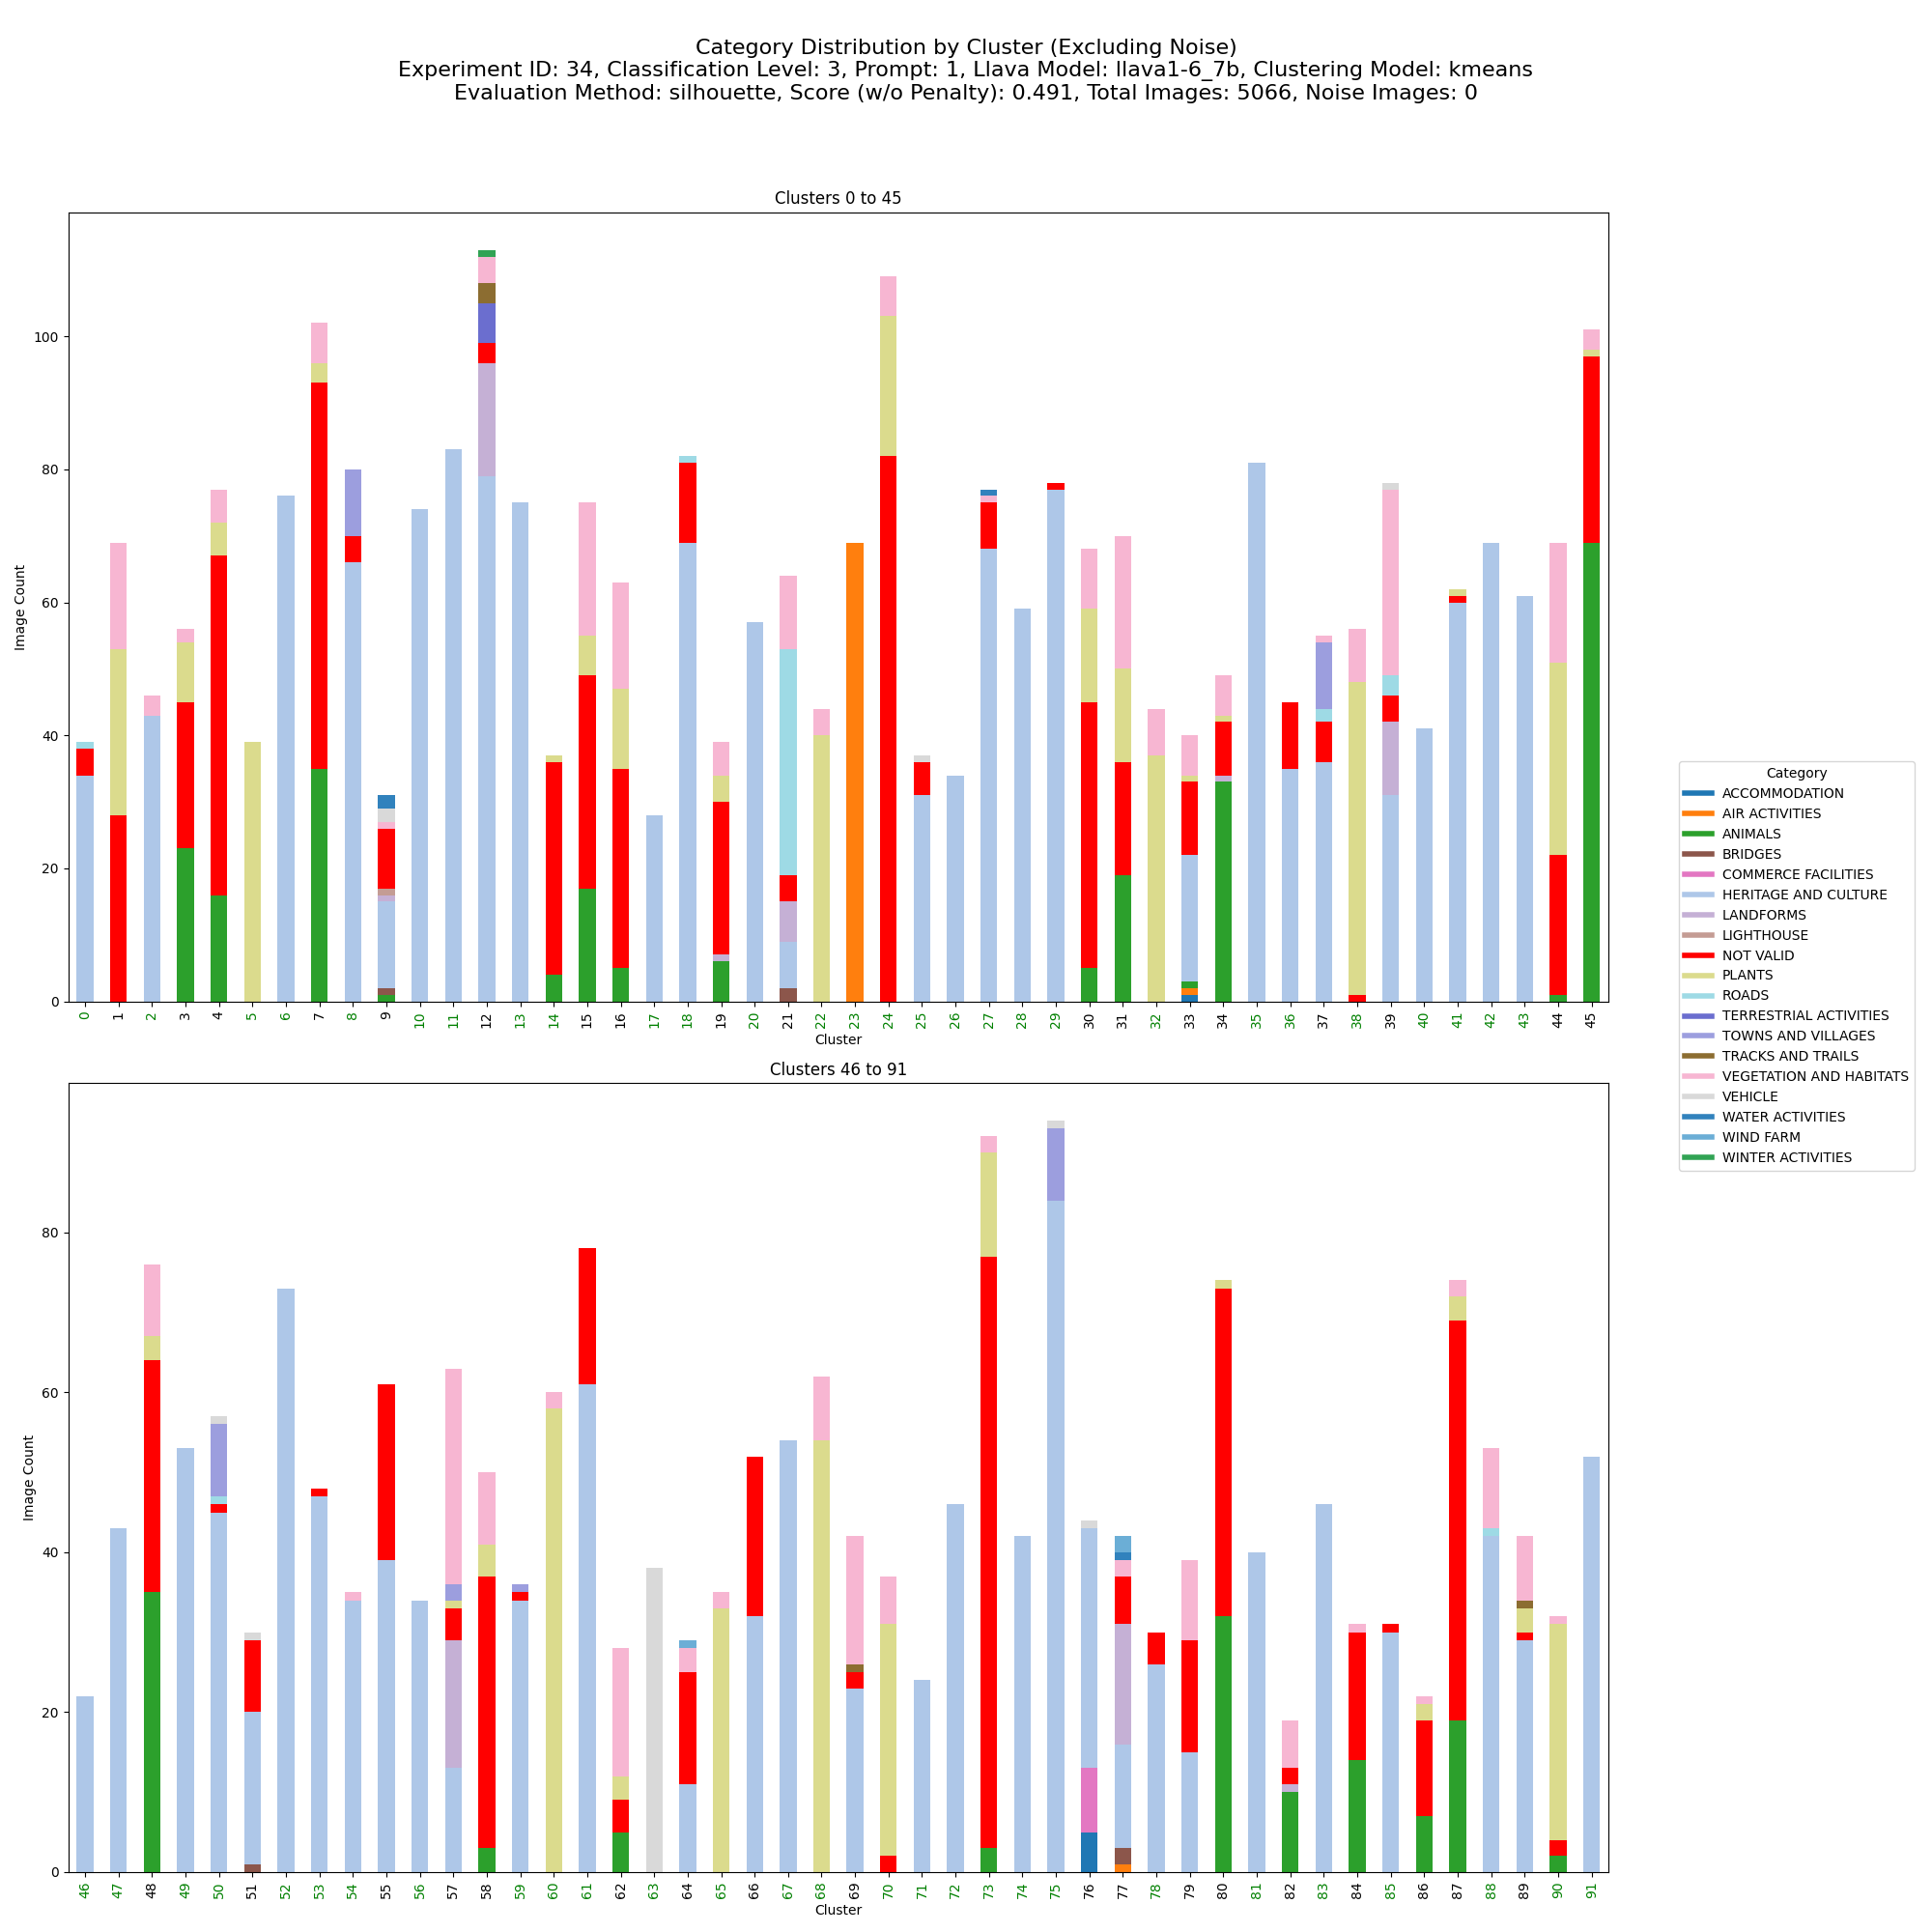 Category Distribution by Cluster (Excluding Noise)
Experiment ID: 34, Classification Level: 3, Prompt: 1, Llava Model: llava1-6_7b, Clustering Model: kmeans
Evaluation Method: silhouette, Score (w/o Penalty): 0.491, Total Images: 5066, Noise Images: 0
Clusters 0 to 45
100
80
60
40
20
0
Image Count
0 1 2 3 4 5 6 7 8 9 10 11 12 13 14 15 16 17 18 19 20 21 22 23 24 25 26 27 28 29 30 31 32 33 34 35 36 37 38 39 40 41 42 43 44 45
Cluster
Category
ACCOMMODATION
AIR ACTIVITIES
ANIMALS
BRIDGES
COMMERCE FACILITIES
HERITAGE AND CULTURE
LANDFORMS
LIGHTHOUSE
NOT VALID
PLANTS
ROADS
TERRESTRIAL ACTIVITIES
TOWNS AND VILLAGES
TRACKS AND TRAILS
VEGETATION AND HABITATS
VEHICLE
WATER ACTIVITIES
WIND FARM
WINTER ACTIVITIES
Clusters 46 to 91
80
60
40
20
0
Image Count
46 47 48 49 50 51 52 53 54 55 56 57 58 59 60 61 62 63 64 65 66 67 68 69 70 71 72 73 74 75 76 77 78 79 80 81 82 83 84 85 86 87 88 89 90 91
Cluster